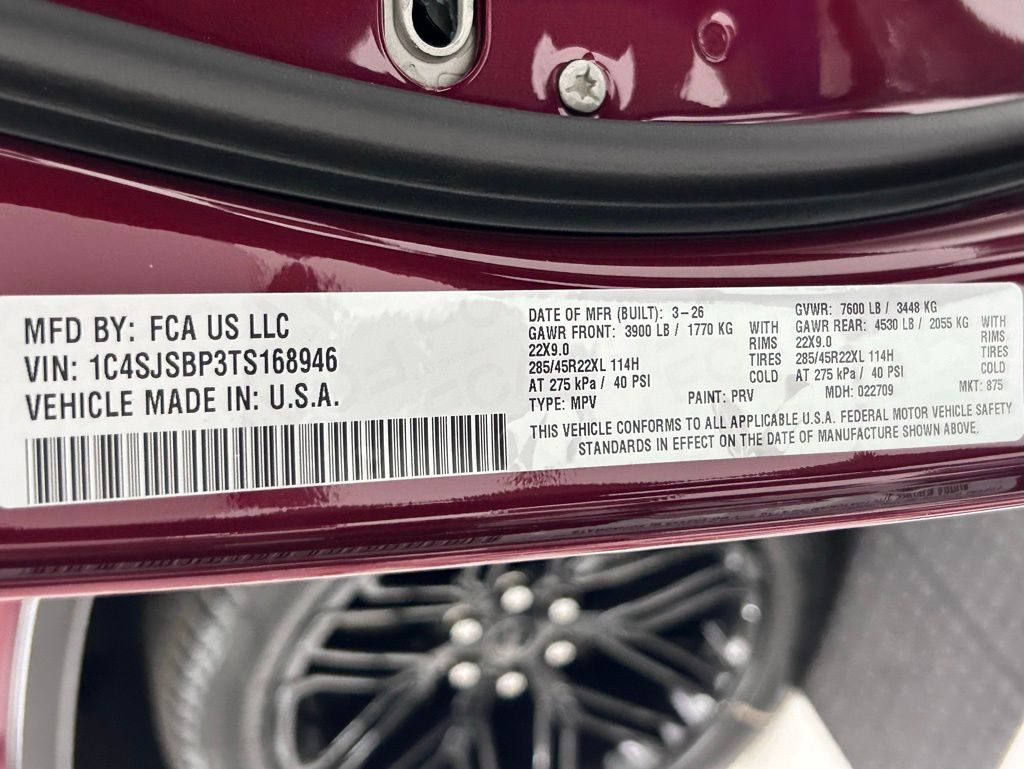 MFD BY: FCA US LLC
VIN: 1C4SJSBP3TS168946
VEHICLE MADE IN: U.S.A.
DATE OF MFR (BUILT): 3-26
GAWR FRONT: 3900 LB / 1770 KG WITH
22X9.0 RIMS
285/45R22XL 114H TIRES
AT 275 kPa / 40 PSI COLD
TYPE: MPV PAINT: PRV
GVWR: 7600 LB / 3448 KG
GAWR REAR: 4530 LB / 2055 KG WITH
22X9.0 RIMS
285/45R22XL 114H TIRES
AT 275 kPa / 40 PSI COLD
MDH: 022709 MKT: 875
THIS VEHICLE CONFORMS TO ALL APPLICABLE U.S.A. FEDERAL MOTOR VEHICLE SAFETY
STANDARDS IN EFFECT ON THE DATE OF MANUFACTURE SHOWN ABOVE.